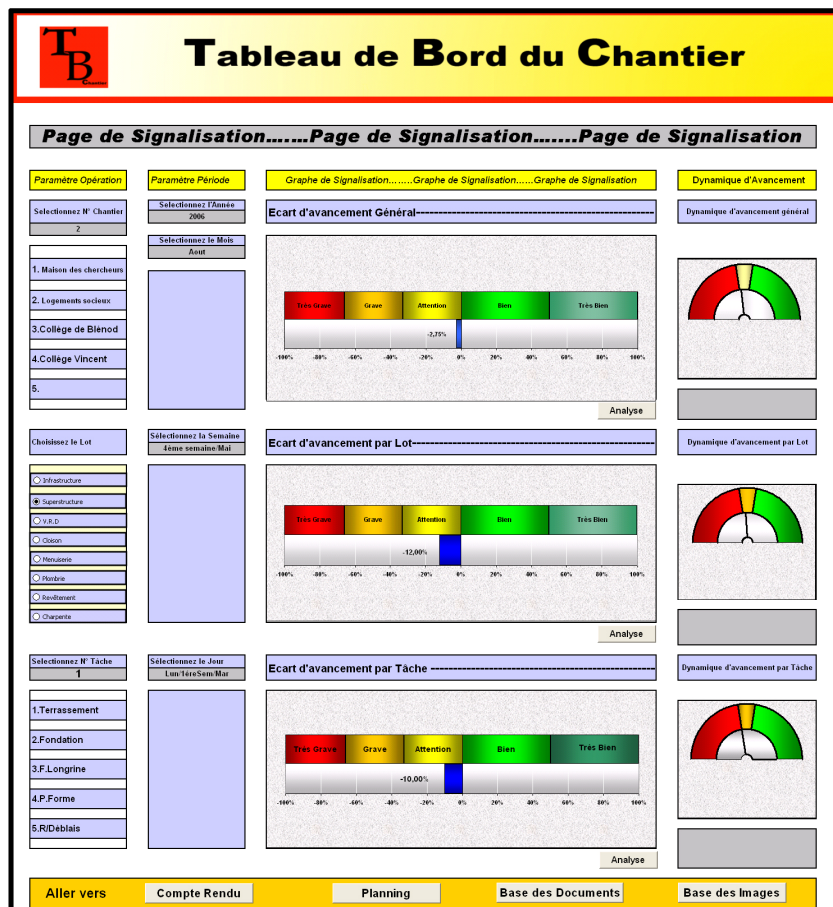 TB Chantier
Tableau de Bord du Chantier
Page de Signalisation.......Page de Signalisation.......Page de Signalisation
Paramètre Opération
Paramètre Période
Graphe de Signalisation........Graphe de Signalisation......Graphe de Signalisation
Dynamique d'Avancement
Selectionnez N° Chantier
2
Selectionnez l'Année
2006
Selectionnez le Mois
Aout
Ecart d'avancement Général
Dynamique d'avancement général
1. Maison des chercheurs
2. Logements socieux
3.Collège de Blénod
4.Collège Vincent
5.
Très Grave Grave Attention Bien Très Bien
-2,75%
-100% -80% -60% -40% -20% 0% 20% 40% 60% 80% 100%
Analyse
Choisissez le Lot
Sélectionnez la Semaine
4ème semaine/Mai
Ecart d'avancement par Lot
Dynamique d'avancement par Lot
Infrastructure
Superstructure
V.R.D
Cloison
Menuiserie
Plombrie
Revêtement
Charpente
Très Grave Grave Attention Bien Très Bien
-12,00%
-100% -80% -60% -40% -20% 0% 20% 40% 60% 80% 100%
Analyse
Selectionnez N° Tâche
1
Sélectionnez le Jour
Lun/1éreSem/Mar
Ecart d'avancement par Tâche
Dynamique d'avancement par Tâche
1.Terrassement
2.Fondation
3.F.Longrine
4.P.Forme
5.R/Déblais
Très Grave Grave Attention Bien Très Bien
-10,00%
-100% -80% -60% -40% -20% 0% 20% 40% 60% 80% 100%
Analyse
Aller vers
Compte Rendu
Planning
Base des Documents
Base des Images